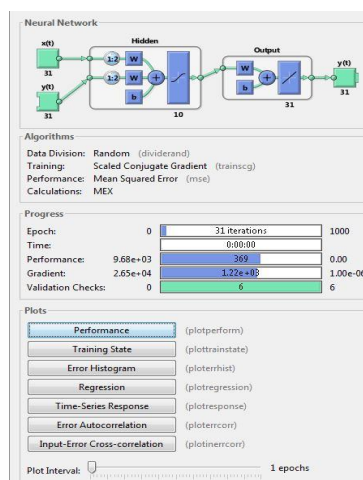 Neural Network
Hidden
Output
x(t)
31
y(t)
31
1:2
W
1:2
W
b
+
10
W
b
+
31
y(t)
31
Algorithms
Data Division: Random (dividerand)
Training: Scaled Conjugate Gradient (trainscg)
Performance: Mean Squared Error (mse)
Calculations: MEX
Progress
Epoch: 0 31 iterations 1000
Time: 0:00:00
Performance: 9.68e+03 369 0.00
Gradient: 2.65e+04 1.22e+03 1.00e-06
Validation Checks: 0 6 6
Plots
Performance (plotperform)
Training State (plottrainstate)
Error Histogram (ploterrhist)
Regression (plotregression)
Time-Series Response (plotresponse)
Error Autocorrelation (ploterrcorr)
Input-Error Cross-correlation (plotinerrcorr)
Plot Interval: 1 epochs